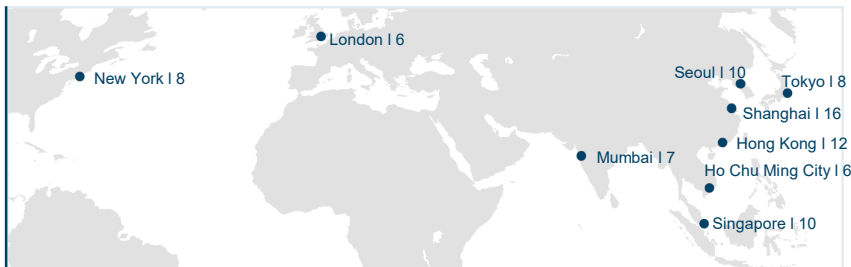 London I 6
New York I 8
Seoul I 10
Tokyo I 8
Shanghai I 16
Hong Kong I 12
Mumbai I 7
Ho Chu Ming City I 6
Singapore I 10